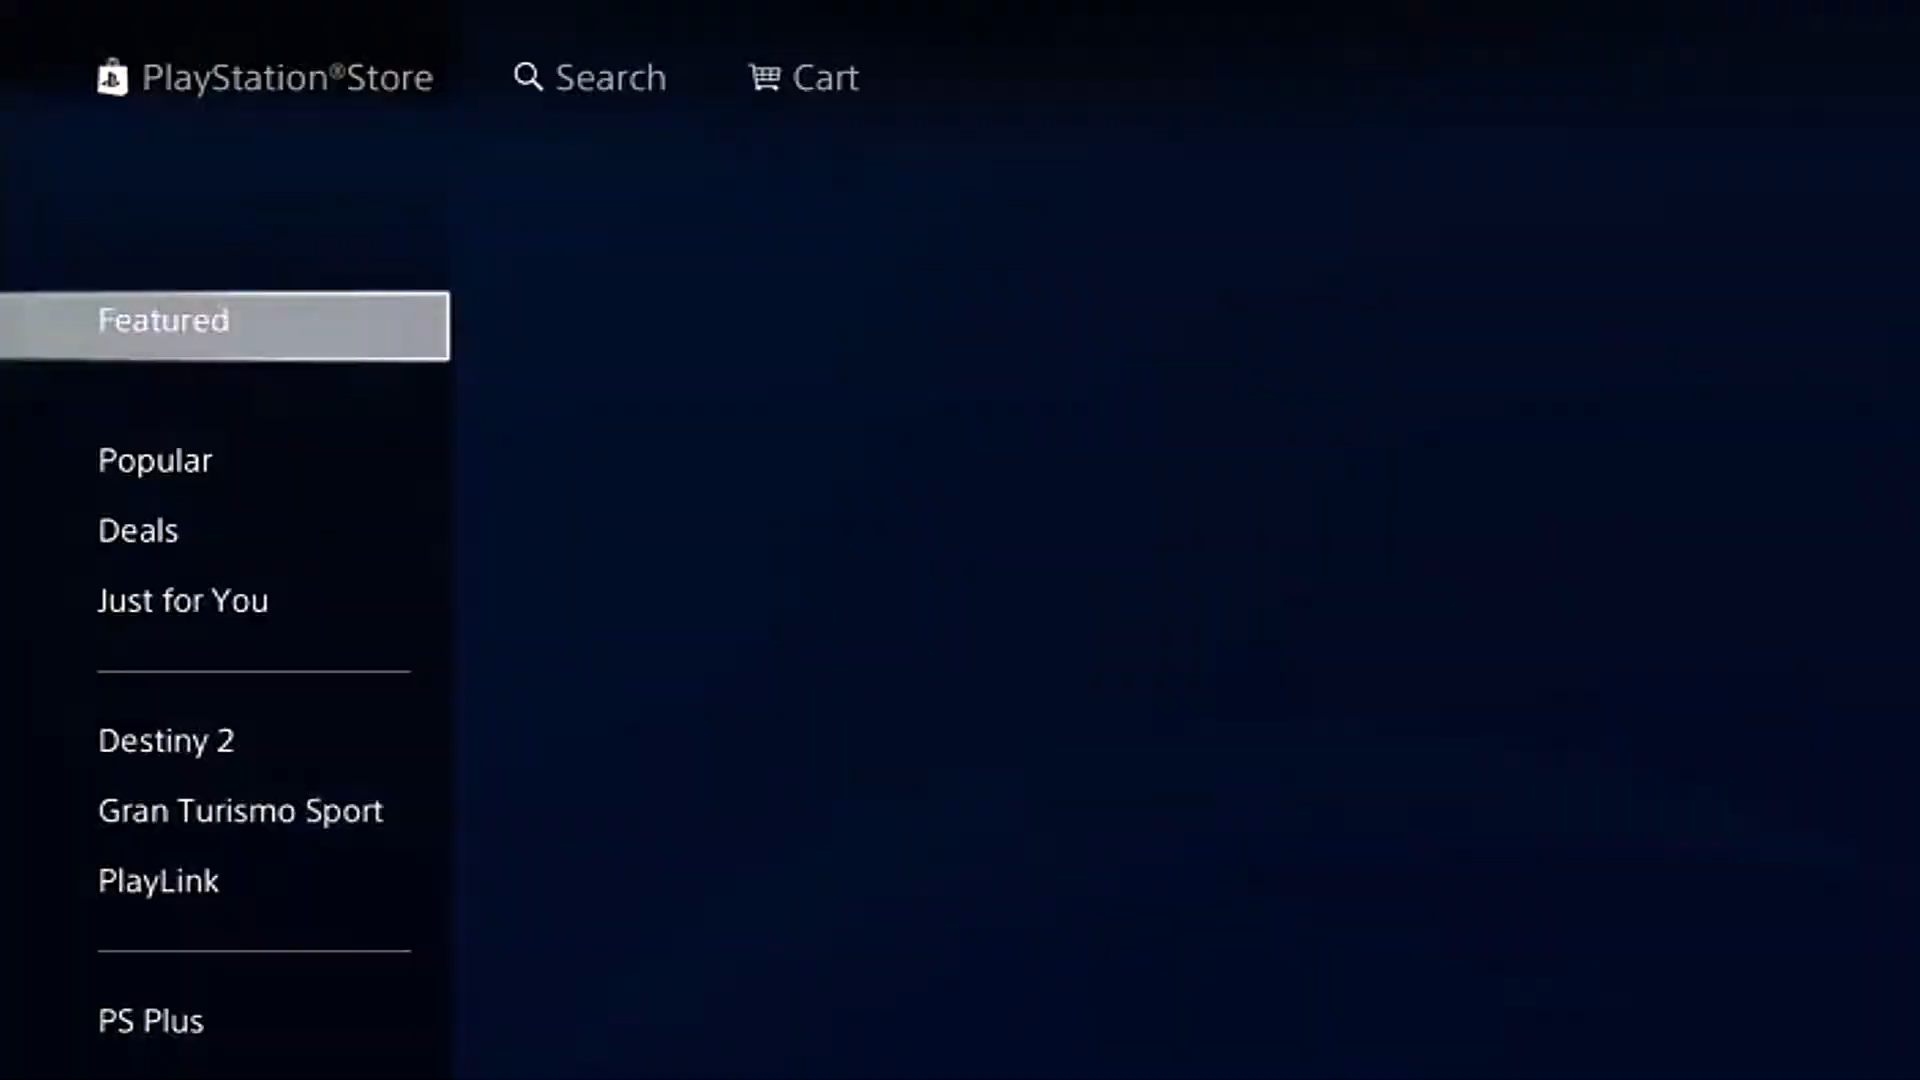 PlayStation®Store
Search
Cart
Featured
Popular
Deals
Just for You
Destiny 2
Gran Turismo Sport
PlayLink
PS Plus